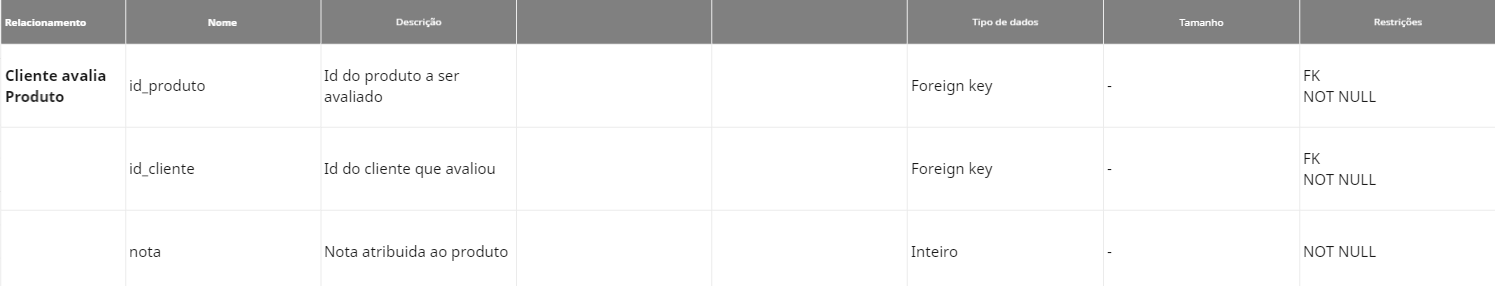 Relacionamento Nome Descrição Tipo de dados Tamanho Restrições
Cliente avalia
Produto
id_produto
Id do produto a ser
avaliado
Foreign key
-
FK
NOT NULL
id_cliente
Id do cliente que avaliou
Foreign key
-
FK
NOT NULL
nota
Nota atribuida ao produto
Inteiro
-
NOT NULL